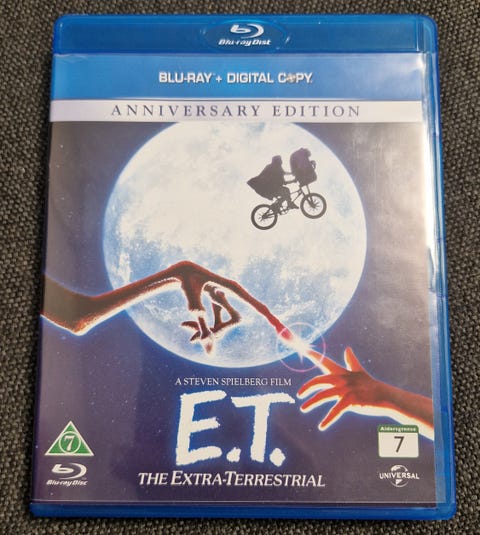 Blu-ray Disc
BLU-RAY™ + DIGITAL COPY
ANNIVERSARY EDITION
A STEVEN SPIELBERG FILM
E.T.
THE EXTRA-TERRESTRIAL
7
Blu-ray Disc
Aldersgrense
7
UNIVERSAL